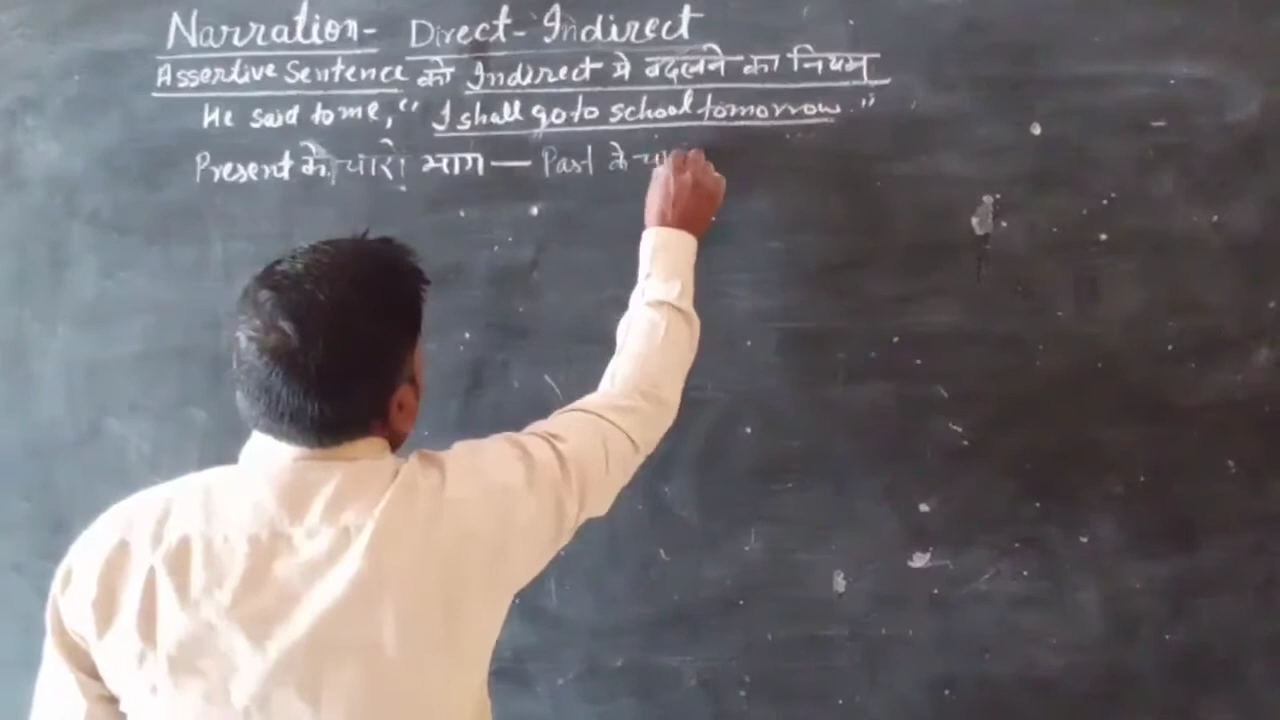 Narration- Direct-Indirect
Assertive Sentence को Indirect मे बदलने का नियम
He said to me, "I shall go to school tomorrow."
Present के चारो भाग — Past के